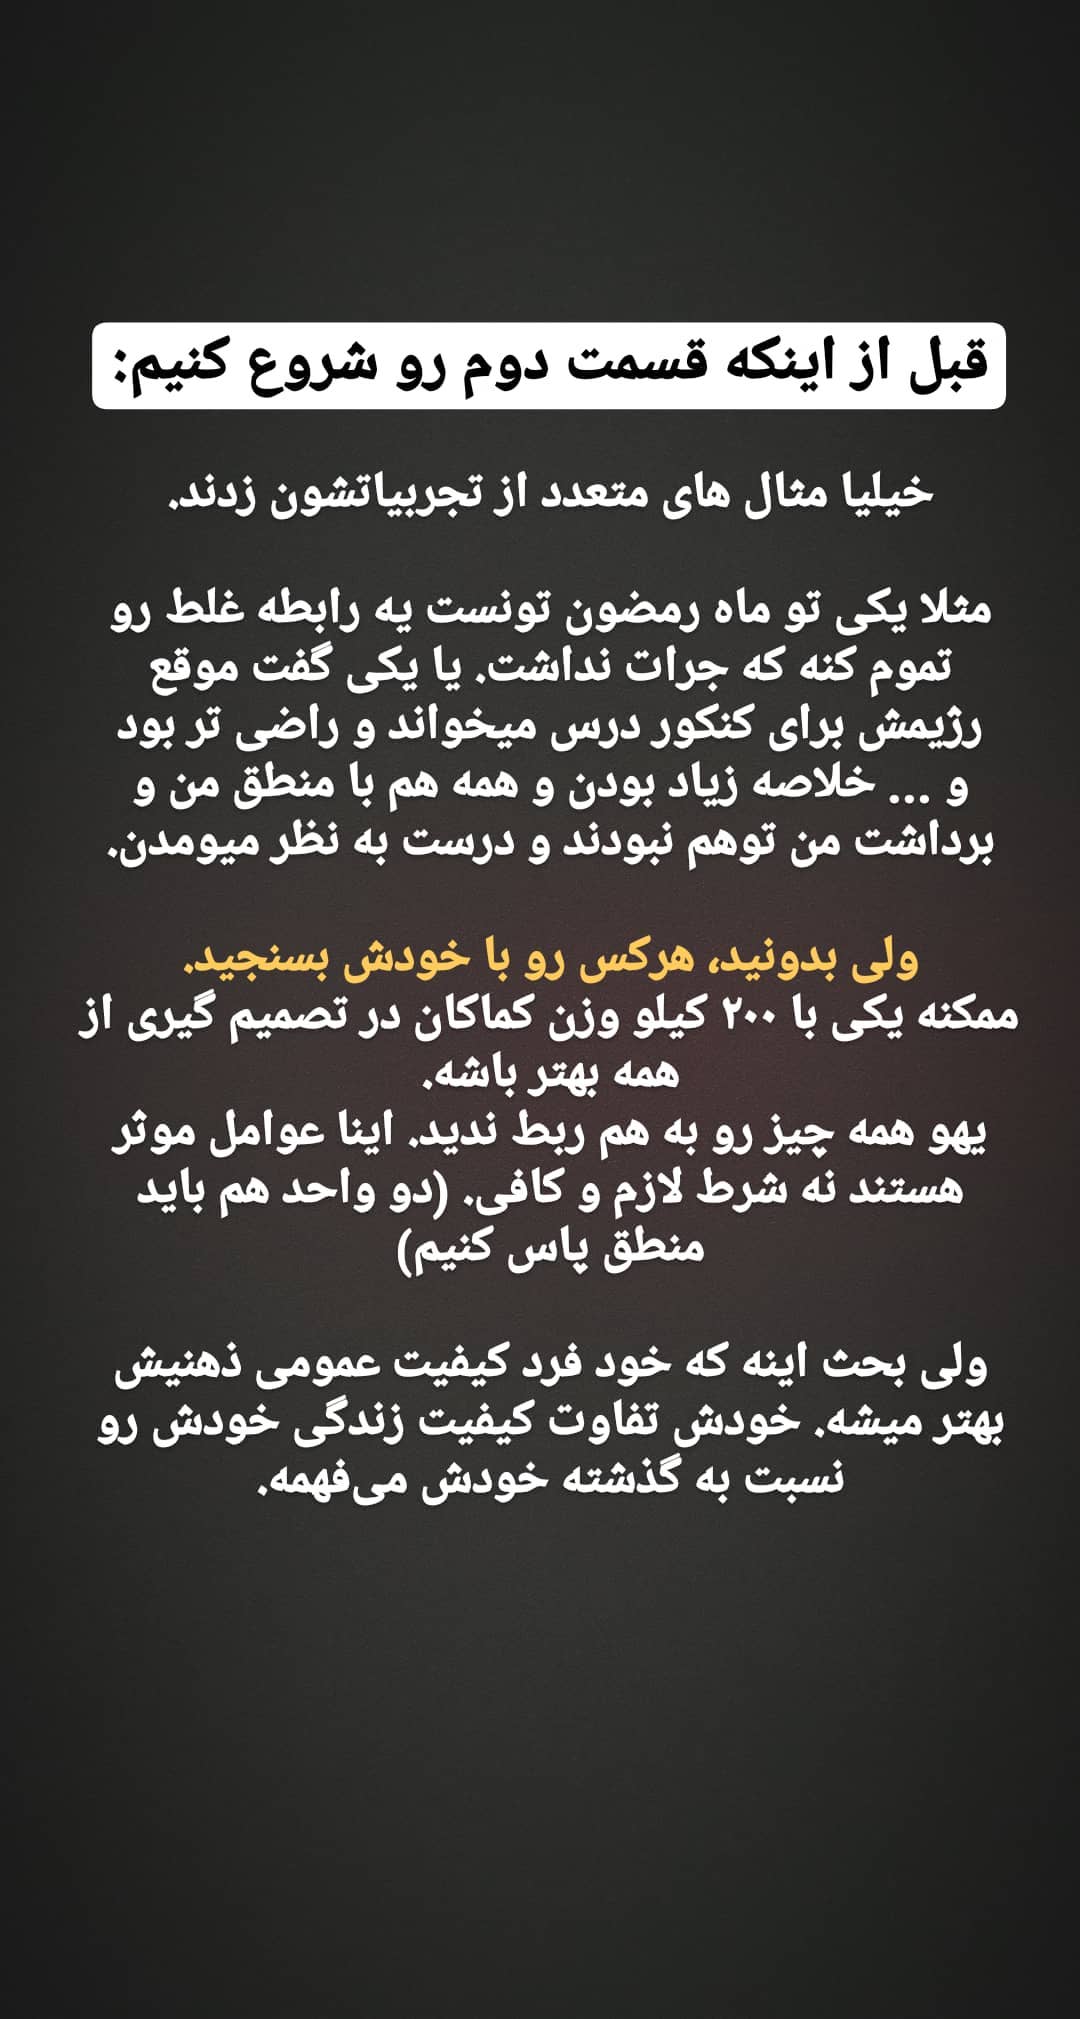 قبل از اینکه قسمت دوم رو شروع کنیم:
خیلیا مثال های متعدد از تجربیاتشون زدند.
مثلا یکی تو ماه رمضون تونست یه رابطه غلط رو
تموم کنه که جرات نداشت. یا یکی گفت موقع
رژیمش برای کنکور درس میخواند و راضی تر بود
و ... خلاصه زیاد بودن و همه هم با منطق من و
برداشت من توهم نبودند و درست به نظر میومدن.
ولی بدونید، هرکس رو با خودش بسنجید.
ممکنه یکی با ۲۰۰ کیلو وزن کماکان در تصمیم گیری از
همه بهتر باشه.
یهو همه چیز رو به هم ربط ندید. اینا عوامل موثر
هستند نه شرط لازم و کافی. (دو واحد هم باید
منطق پاس کنیم)
ولی بحث اینه که خود فرد کیفیت عمومی ذهنیش
بهتر میشه. خودش تفاوت کیفیت زندگی خودش رو
نسبت به گذشته خودش می‌فهمه.